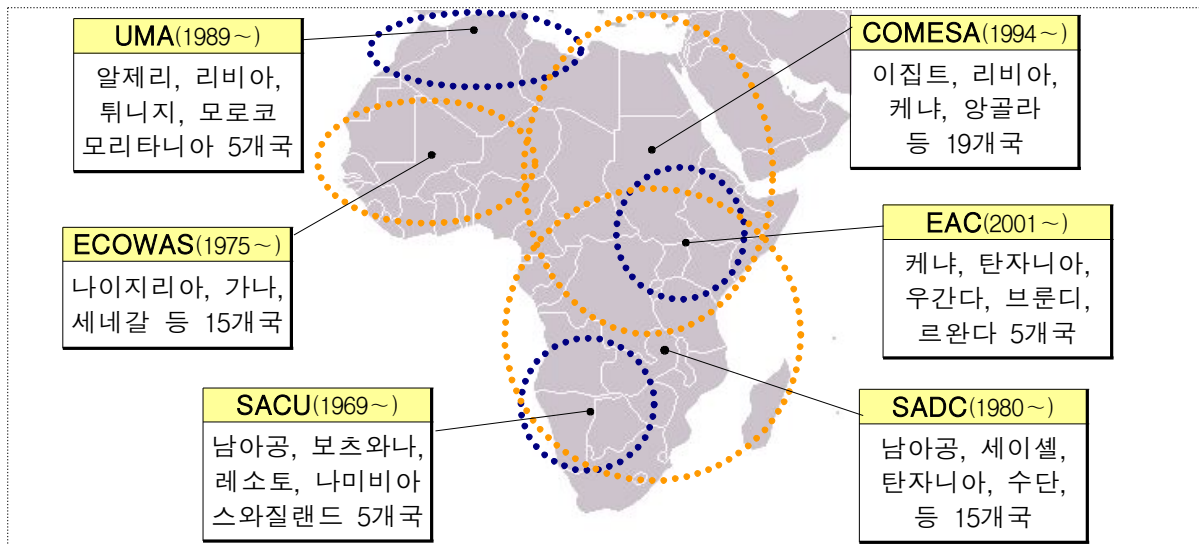 UMA(1989～)
알제리, 리비아,
튀니지, 모로코
모리타니아 5개국
COMESA(1994～)
이집트, 리비아,
케냐, 앙골라
등 19개국
ECOWAS(1975～)
나이지리아, 가나,
세네갈 등 15개국
EAC(2001～)
케냐, 탄자니아,
우간다, 브룬디,
르완다 5개국
SACU(1969～)
남아공, 보츠와나,
레소토, 나미비아
스와질랜드 5개국
SADC(1980～)
남아공, 세이셸,
탄자니아, 수단,
등 15개국